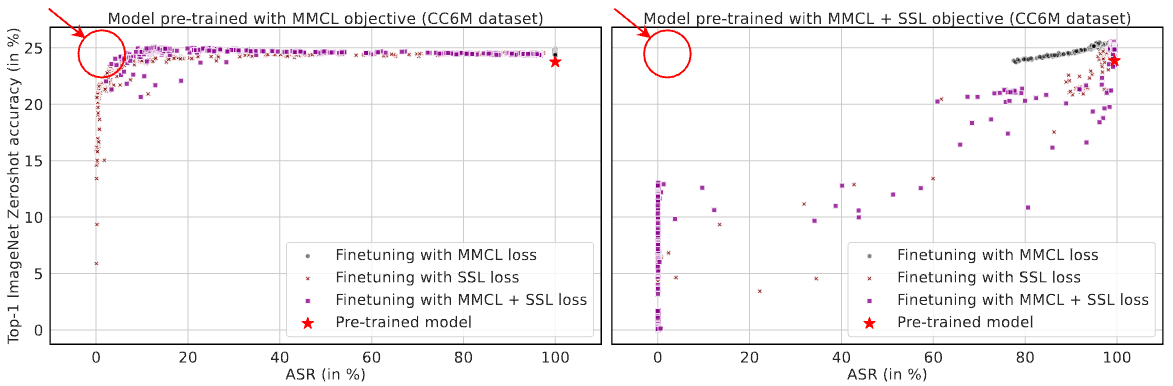 Model pre-trained with MMCL objective (CC6M dataset)
Model pre-trained with MMCL + SSL objective (CC6M dataset)
Top-1 ImageNet Zeroshot accuracy (in %)
25
20
15
10
5
0
Finetuning with MMCL loss
Finetuning with SSL loss
Finetuning with MMCL + SSL loss
Pre-trained model
Finetuning with MMCL loss
Finetuning with SSL loss
Finetuning with MMCL + SSL loss
Pre-trained model
0 20 40 60 80 100
0 20 40 60 80 100
ASR (in %)
ASR (in %)